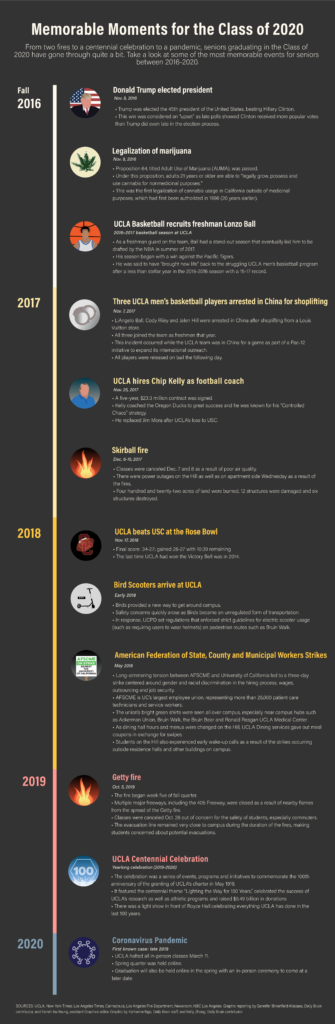 Memorable Moments for the Class of 2020
From two fires to a centennial celebration to a pandemic, seniors graduating in the Class of
2020 have gone through quite a bit. Take a look at some of the most memorable events for seniors
between 2016-2020.
Fall
2016
Donald Trump elected president
Nov. 8, 2016
• Trump was elected the 45th president of the United States, beating Hillary Clinton.
• This win was considered an "upset" as late polls showed Clinton received more popular
votes than Trump did even late in the election process.
Legalization of marijuana
Nov. 8, 2016
• Proposition 64, titled Adult Use of Marijuana (AUMA), was passed.
• Under this proposition, adults 21 years or older are able to "legally grow, possess and
use cannabis for nonmedicinal purposes."
• This was the first legalization of cannabis usage in California outside of medicinal
purposes, which had first been authorized in 1996 (20 years earlier).
UCLA Basketball recruits freshman Lonzo Ball
2016-2017 basketball season at UCLA
• As a freshman guard on the team, Ball had a stand out season that eventually led him to be
drafted by the NBA in summer of 2017.
• His season began with a win against the Pacific Tigers.
• He was said to have "brought new life" back to the struggling UCLA men's basketball team
after a less than stellar year in the 2015-2016 season with a 15-17 record.
2017
Three UCLA men's basketball players arrested in China for shoplifting
Nov. 7, 2017
• LiAngelo Ball, Cody Riley and Jalen Hill were arrested in China after shoplifting from a Louis
Vuitton store.
• All three joined the team as freshman that year.
• This incident occurred while the UCLA team was in China for a game as part of a Pac-12
initiative to expand its international outreach.
• All players were released on bail the following day.
UCLA hires Chip Kelly as football coach
Nov. 25, 2017
• A five-year, $23.3 million contract was signed.
• Kelly coached the Oregon Ducks to great success and he was known for his "Controlled
Chaos" strategy.
• He replaced Jim Mora after UCLA's loss to USC.
Skirball fire
Dec. 6-15, 2017
• Classes were canceled Dec. 7 and 8 as a result of poor air quality.
• There were power outages on the Hill as well as on apartment side Wednesday as a result of
the fires.
• Four hundred and twenty-two acres of land were burned, 12 structures were damaged and six
structures destroyed.
2018
UCLA beats USC at the Rose Bowl
Nov. 17, 2018
• Final score: 34-27; gained 28-27 with 10:39 remaining
• The last time UCLA had won the Victory Bell was in 2014.
Bird Scooters arrive at UCLA
Early 2018
• Birds provided a new way to get around campus.
• Safety concerns quickly arose as Birds became an unregulated form of transportation.
• In response, UCPD set regulations that enforced strict guidelines for electric scooter usage
(such as requiring users to wear helmets) on pedestrian routes such as Bruin Walk.
AFSCME
American Federation of State, County and Municipal Workers Strikes
May 2018
• Long-simmering tension between AFSCME and University of California led to a three-day
strike centered around gender and racial discrimination in the hiring process, wages,
outsourcing and job security.
• AFSCME is UC's largest employee union, representing more than 25,000 patient care
technicians and service workers.
• The union's bright green shirts were seen all over campus, especially near campus hubs such
as Ackerman Union, Bruin Walk, the Bruin Bear and Ronald Reagan UCLA Medical Center.
• As dining hall hours and menus were changed on the Hill, UCLA Dining services gave out meal
coupons in exchange for swipes.
• Students on the Hill also experienced early wake-up calls as a result of the strikes occurring
outside residence halls and other buildings on campus.
2019
Getty fire
Oct. 2019
• The fire began week five of fall quarter.
• Multiple major freeways, including the 405 Freeway, were closed as a result of nearby flames
from the spread of the Getty fire.
• Classes were canceled Oct. 28 out of concern for the safety of students, especially commuters.
• The evacuation line remained very close to campus during the duration of the fires, making
students concerned about potential evacuations.
100
UCLA Centennial Celebration
Yearlong celebration (2019-2020)
• The celebration was a series of events, programs and initiatives to commemorate the 100th
anniversary of the granting of UCLA's charter in May 1919.
• It featured the centennial theme "Lighting the Way for 100 Years," celebrated the success of
UCLA's research as well as athletic programs and raised $5.49 billion in donations
• There was a light show in front of Royce Hall celebrating everything UCLA has done in the
last 100 years.
2020
Coronavirus Pandemic
First known case: late 2019
• UCLA halted all in-person classes March 11.
• Spring quarter was held online.
• Graduation will also be held online in the spring with an in-person ceremony to come at a
later date.